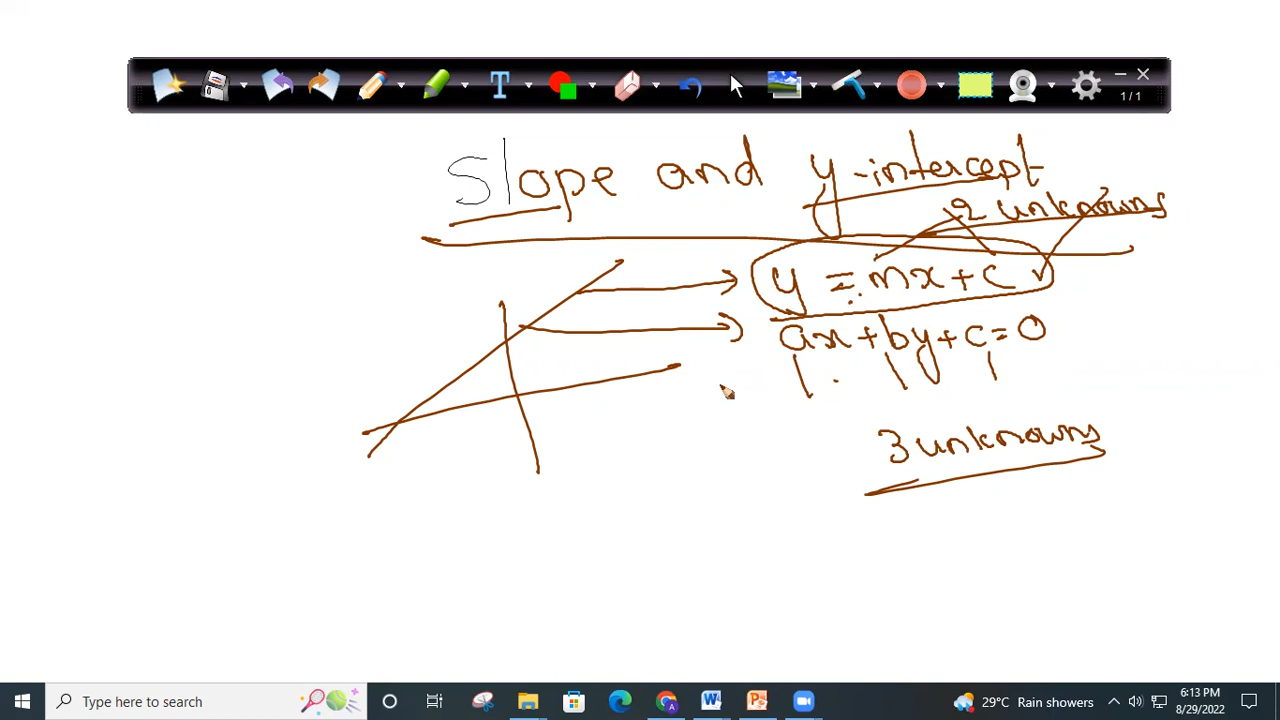 1/1
Slope and y-intercept
2 unknowns
y = mx+c
ax+by+c=0
3 unknowns
Type here to search
29°C Rain showers
6:13 PM
8/29/2022